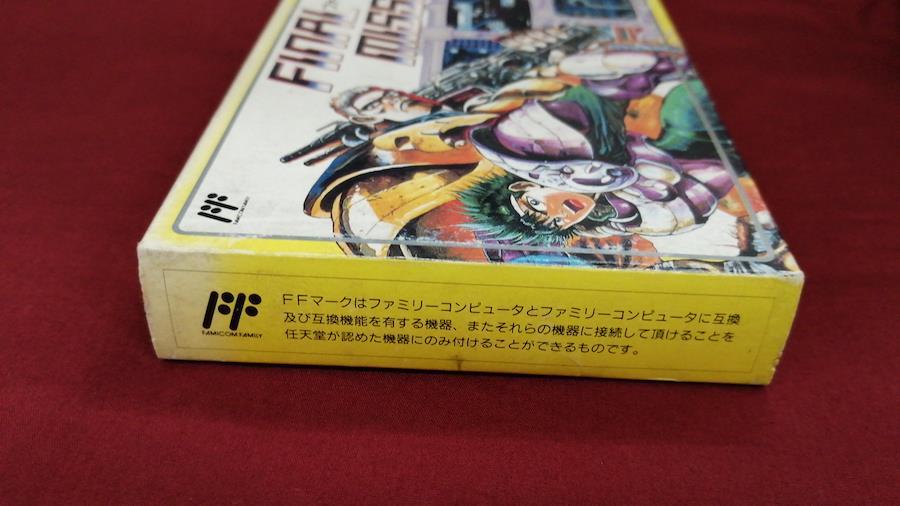 FINAL
MISSI
FF
FAMICOM FAMILY
FF
FAMICOM FAMILY
FFマークはファミリーコンピュータとファミリーコンピュータに互換
及び互換機能を有する機器、またそれらの機器に接続して頂けることを
任天堂が認めた機器にのみ付けることができるものです。